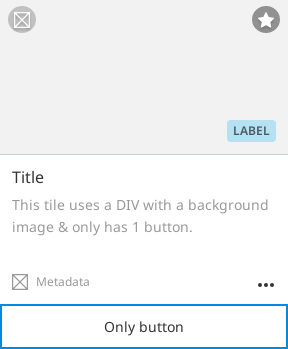 LABEL
Title
This tile uses a DIV with a background
image & only has 1 button.
Metadata
Only button